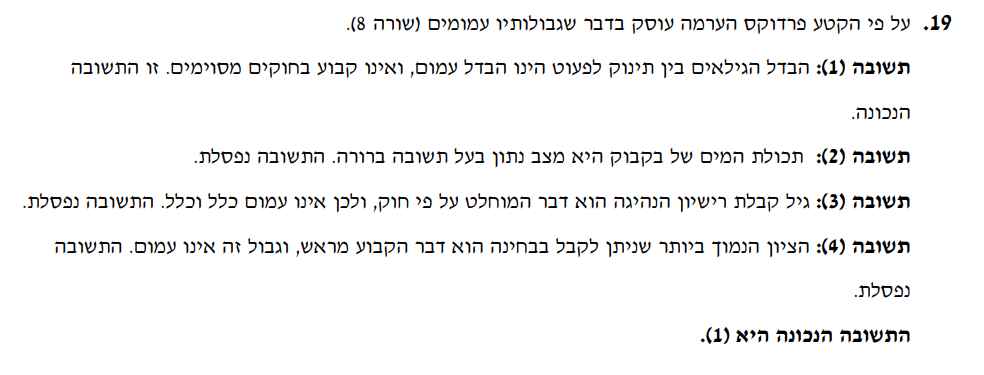 19. על פי הקטע פרדוקס הערמה עוסק בדבר שגבולותיו עמומים (שורה 8).
תשובה (1): הבדל הגילאים בין תינוק לפעוט הינו הבדל עמום, ואינו קבוע בחוקים מסוימים. זו התשובה
הנכונה.
תשובה (2): תכולת המים של בקבוק היא מצב נתון בעל תשובה ברורה. התשובה נפסלת.
תשובה (3): גיל קבלת רישיון הנהיגה הוא דבר המוחלט על פי חוק, ולכן אינו עמום כלל וכלל. התשובה נפסלת.
תשובה (4): הציון הנמוך ביותר שניתן לקבל בבחינה הוא דבר הקבוע מראש, וגבול זה אינו עמום. התשובה
נפסלת.
התשובה הנכונה היא (1).